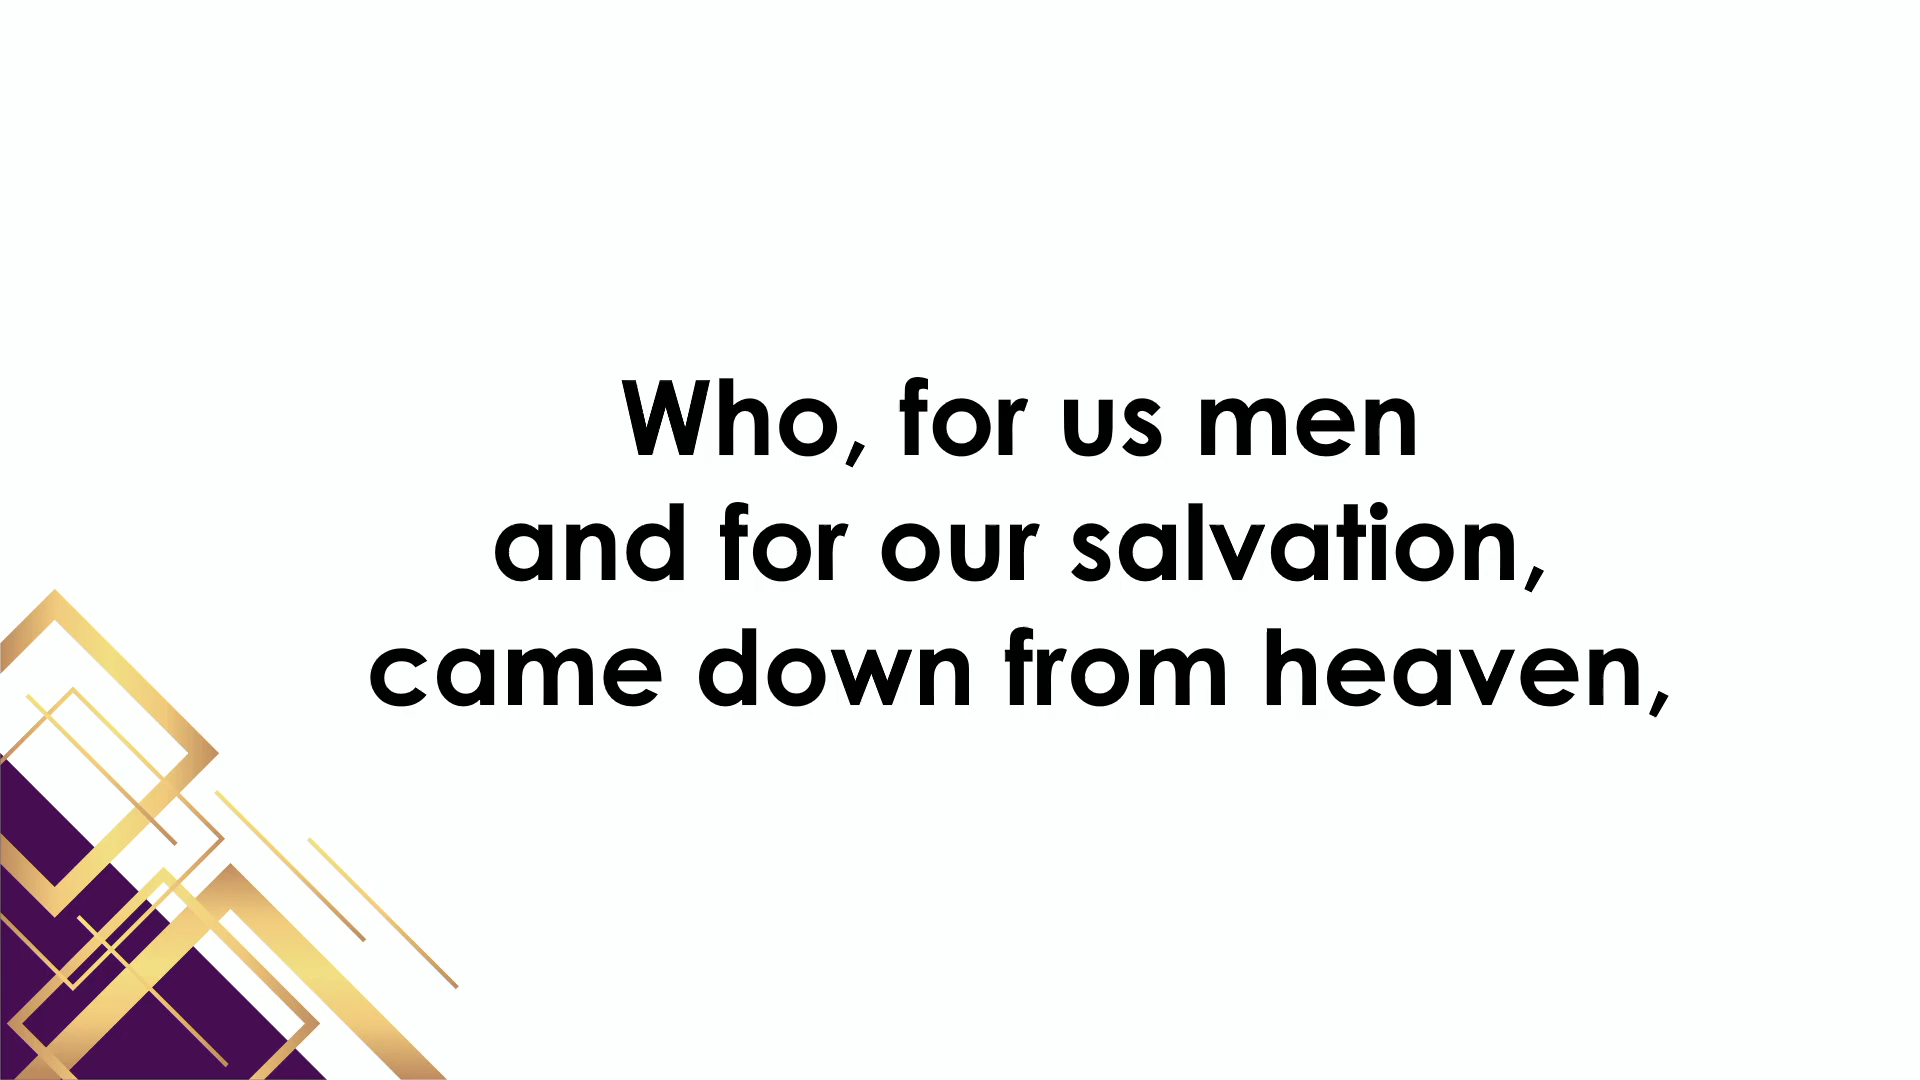 Who, for us men
and for our salvation,
came down from heaven,